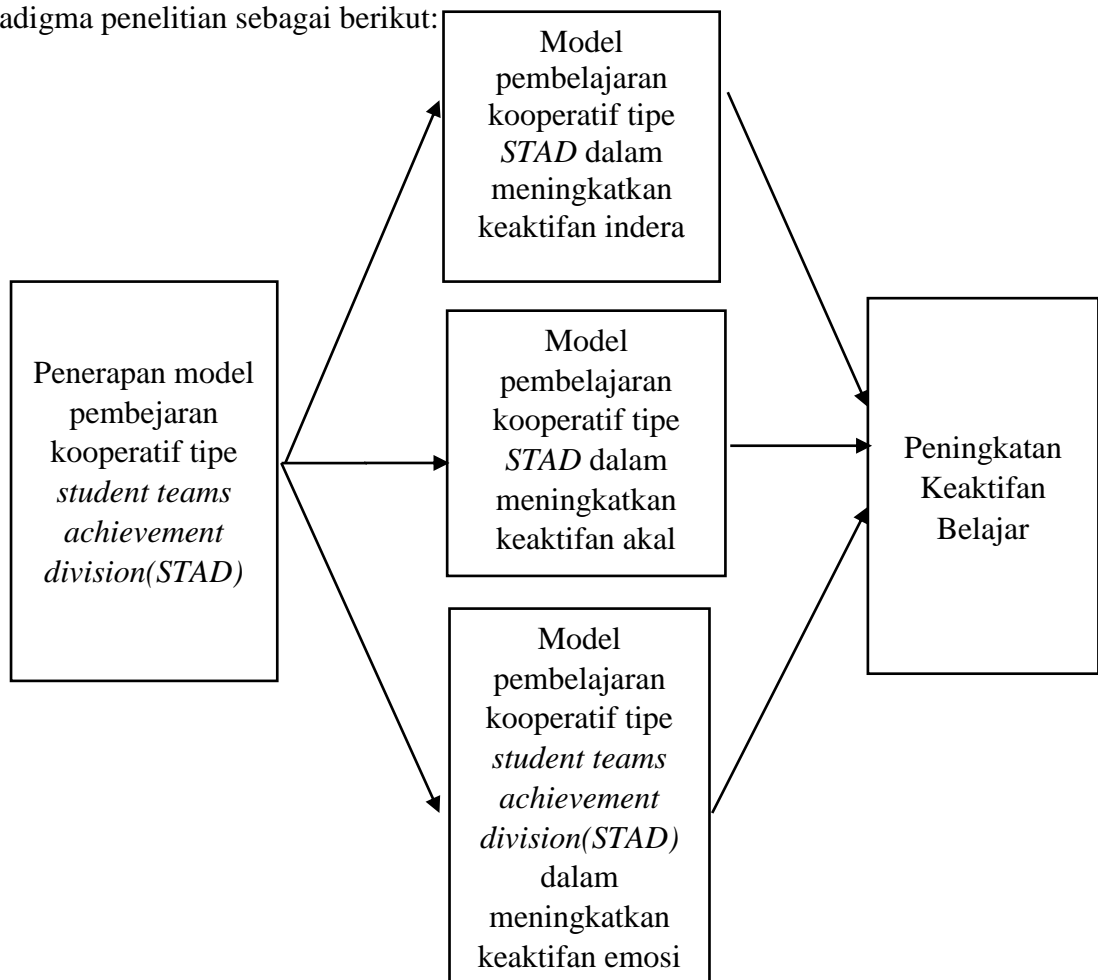 adigma penelitian sebagai berikut:
Model
pembelajaran
kooperatif tipe
STAD dalam
meningkatkan
keaktifan indera
Penerapan model
pembejaran
kooperatif tipe
student teams
achievement
division(STAD)
Model
pembelajaran
kooperatif tipe
STAD dalam
meningkatkan
keaktifan akal
Model
pembelajaran
kooperatif tipe
student teams
achievement
division(STAD)
dalam
meningkatkan
keaktifan emosi
Peningkatan
Keaktifan
Belajar